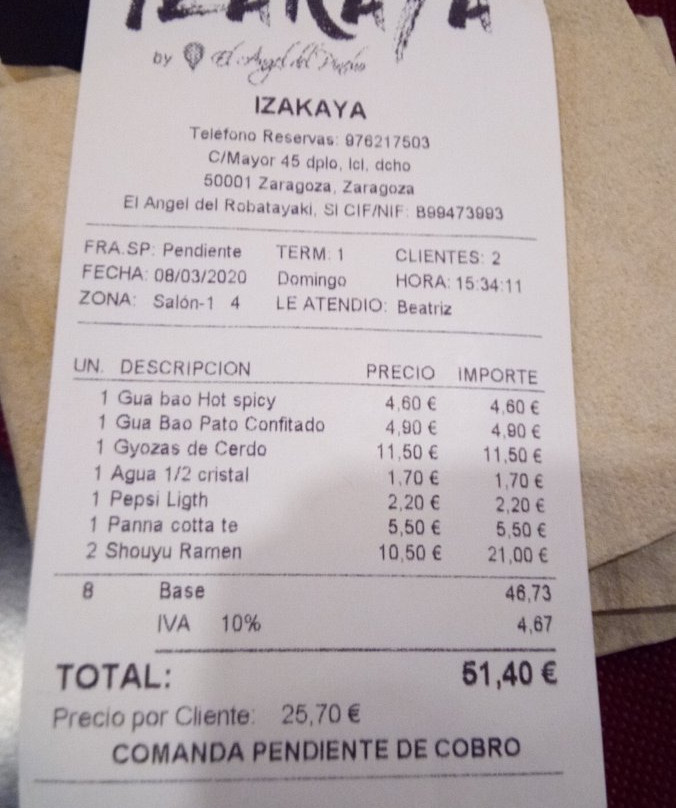 IZAKAYA
by El Angel del Pincho
IZAKAYA
Teléfono Reservas: 976217503
C/Mayor 45 dplo, Icl, dcho
50001 Zaragoza, Zaragoza
El Angel del Robatayaki, Sl CIF/NIF: B99473993
FRA.SP: Pendiente TERM: 1 CLIENTES: 2
FECHA: 08/03/2020 Domingo HORA: 15:34:11
ZONA: Salón-1 4 LE ATENDIO: Beatriz
UN. DESCRIPCION PRECIO IMPORTE
1 Gua bao Hot spicy 4,60 € 4,60 €
1 Gua Bao Pato Confitado 4,90 € 4,90 €
1 Gyozas de Cerdo 11,50 € 11,50 €
1 Agua 1/2 cristal 1,70 € 1,70 €
1 Pepsi Ligth 2,20 € 2,20 €
1 Panna cotta te 5,50 € 5,50 €
2 Shouyu Ramen 10,50 € 21,00 €
8 Base 46,73
IVA 10% 4,67
TOTAL: 51,40 €
Precio por Cliente: 25,70 €
COMANDA PENDIENTE DE COBRO